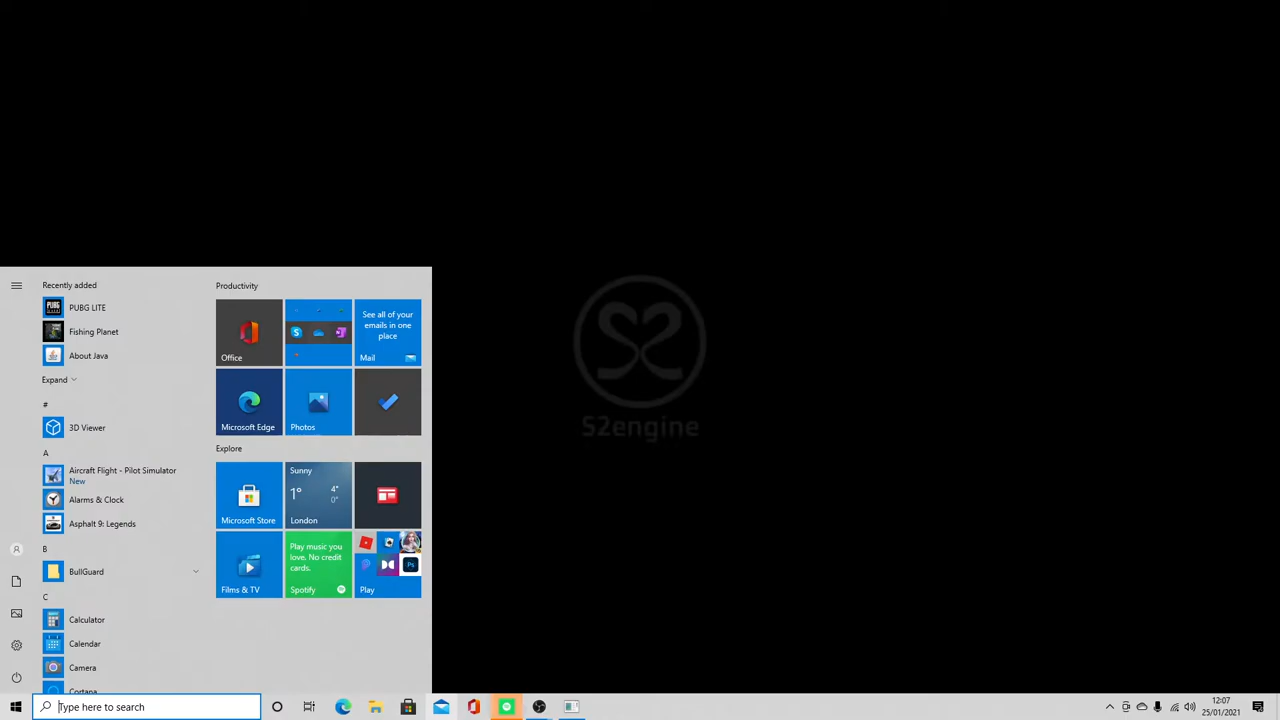 Recently added
PUBG LITE
Fishing Planet
About Java
Expand
#
3D Viewer
A
Aircraft Flight - Pilot Simulator
New
Alarms & Clock
Asphalt 9: Legends
B
BullGuard
C
Calculator
Calendar
Camera
Cortana
Productivity
Office
See all of your
emails in one
place
Mail
Microsoft Edge
Photos
Explore
Microsoft Store
Sunny
1°
4°
0°
London
Films & TV
Play music you
love. No credit
cards.
Spotify
Ps
Play
S2engine
Type here to search
12:07
25/01/2021